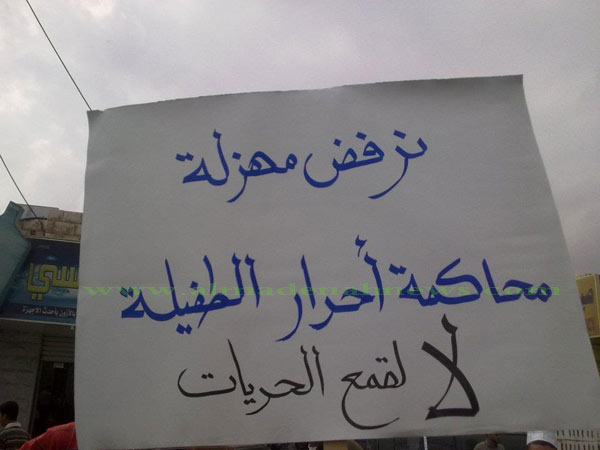 نرفض مهزلة
محاكمة أحرار الطفيلة
لا لقمع الحريات